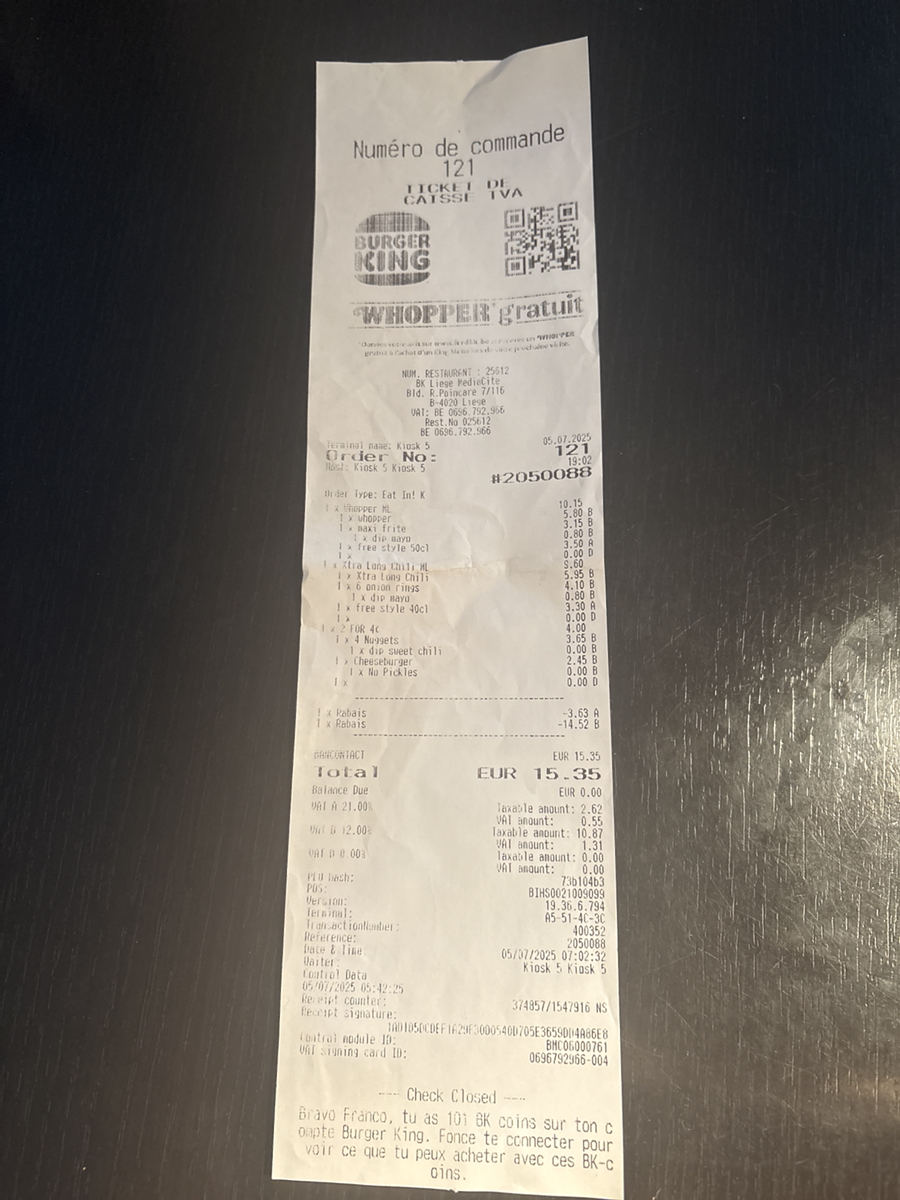 Numéro de commande
121
TICKET DE
CAISSE TVA
BURGER
KING
WHOPPER gratuit
NUM. RESTAURANT : 25612
BK Liege MediaCite
Bld. R.Poincare 7/116
B-4020 Liege
VAT: BE 0696.792.966
Rest.No 025612
BE 0696.792.966
05.07.2025
Terminal name: Kiosk 5
Order No: 121
19:02
Host: Kiosk 5 Kiosk 5
#2050088
Order Type: Eat In! K
1 x Whopper ML 10.15
1 x whopper 5.80 B
1 x maxi frite 3.15 B
1 x dip mayo 0.80 B
1 x free style 50cl 3.50 A
1 x 0.00 D
1 x Xtra Long Chili ML 9.60
1 x Xtra Long Chili 5.95 B
1 x 6 onion rings 4.10 B
1 x dip mayo 0.80 B
1 x free style 40cl 3.30 A
1 x 0.00 D
1 x 2 FOR 4€ 4.00
1 x 4 Nuggets 3.65 B
1 x dip sweet chili 0.00 B
1 x Cheeseburger 2.45 B
1 x No Pickles 0.00 B
1 x 0.00 D
1 x Rabais -3.63 A
1 x Rabais -14.52 B
BANCONTACT EUR 15.35
Total EUR 15.35
Balance Due EUR 0.00
VAT A 21.00% Taxable amount: 2.62
VAT amount: 0.55
VAT B 12.00% Taxable amount: 10.87
VAT amount: 1.31
VAT D 0.00% Taxable amount: 0.00
VAT amount: 0.00
PLU hash: 73b104b3
POS: BIHS0021009099
Version: 19.36.6.794
Terminal: A5-51-4C-3C
TransactionNumber: 400352
Reference: 2050088
Date & Time: 05/07/2025 07:02:32
Waiter: Kiosk 5 Kiosk 5
Control Data
05/07/2025 05:42:25
Receipt counter: 374857/1547916 NS
Receipt signature:
Control module ID: BMC06000761
VAT signing card ID: 0696792966-004
--- Check Closed ---
Bravo Franco, tu as 101 BK coins sur ton c
ompte Burger King. Fonce te connecter pour
voir ce que tu peux acheter avec ces BK-c
oins.